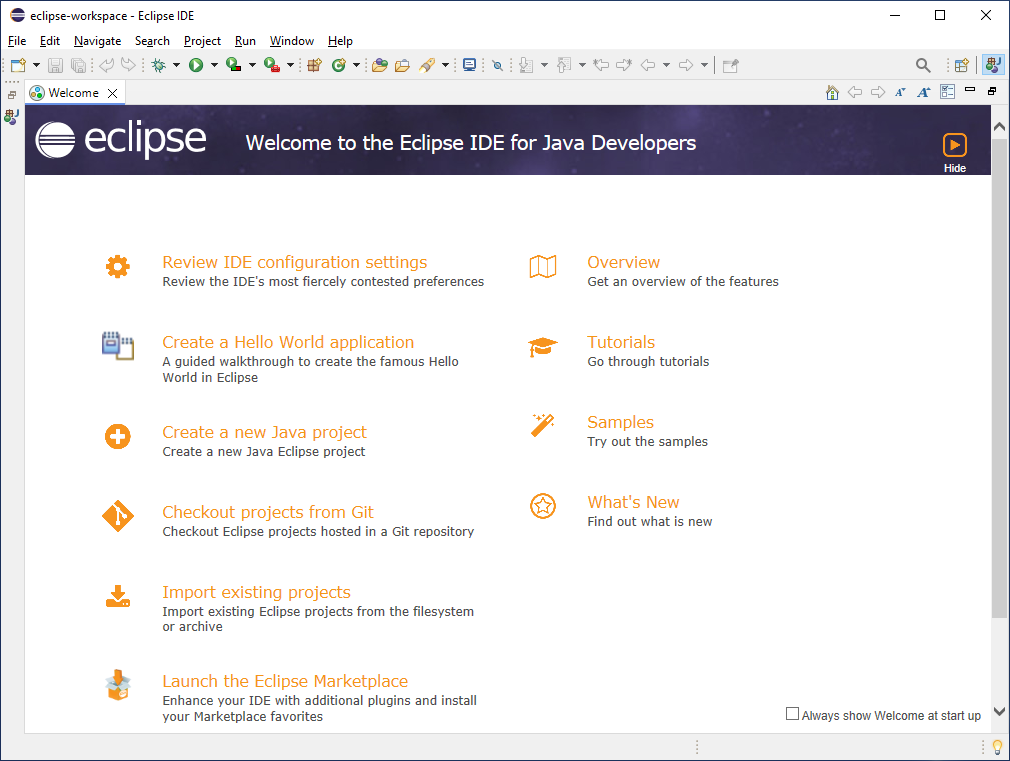 eclipse-workspace - Eclipse IDE
File Edit Navigate Search Project Run Window Help
Welcome
eclipse Welcome to the Eclipse IDE for Java Developers
Hide
Review IDE configuration settings
Review the IDE's most fiercely contested preferences
Create a Hello World application
A guided walkthrough to create the famous Hello
World in Eclipse
Create a new Java project
Create a new Java Eclipse project
Checkout projects from Git
Checkout Eclipse projects hosted in a Git repository
Import existing projects
Import existing Eclipse projects from the filesystem
or archive
Launch the Eclipse Marketplace
Enhance your IDE with additional plugins and install
your Marketplace favorites
Overview
Get an overview of the features
Tutorials
Go through tutorials
Samples
Try out the samples
What's New
Find out what is new
Always show Welcome at start up